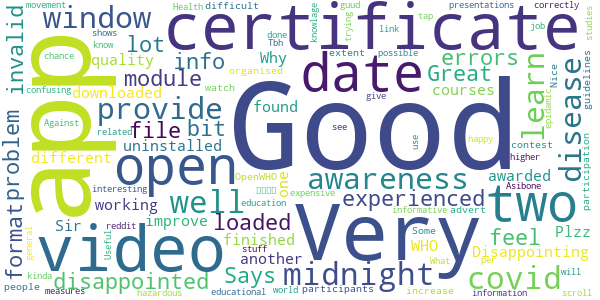 certificate
window
lot
info
Health
difficult
movement
Tbh
trying
guud
knowlage
tap
presentations
link
correctly
job
studies
invalid
app
chance
shows
know
extent
done
possible
quality
Why
organised
watch
date
errors
Great
courses
Nice
guidelines
confusing
module
downloaded
provide
found
give
learn
disease
epidemic
Against
related
file
bit
Good
see
use
happy
contest
higher
participation
different
uninstalled
open
interesting
OpenWHO
education
expensive
one
awareness
awarded
Asibone
two
format
problem
working
Sir
well
loaded
experienced
reddit
Useful
improve
Very
informative
advert
Some
feel
Plzz
general
video
finished
another
WHO
What
per
Disappointing
will
people
kinda
stuff
disappointed
Says
midnight
covid
information
measures
hazardous
educational
world
participants
increase
scroll